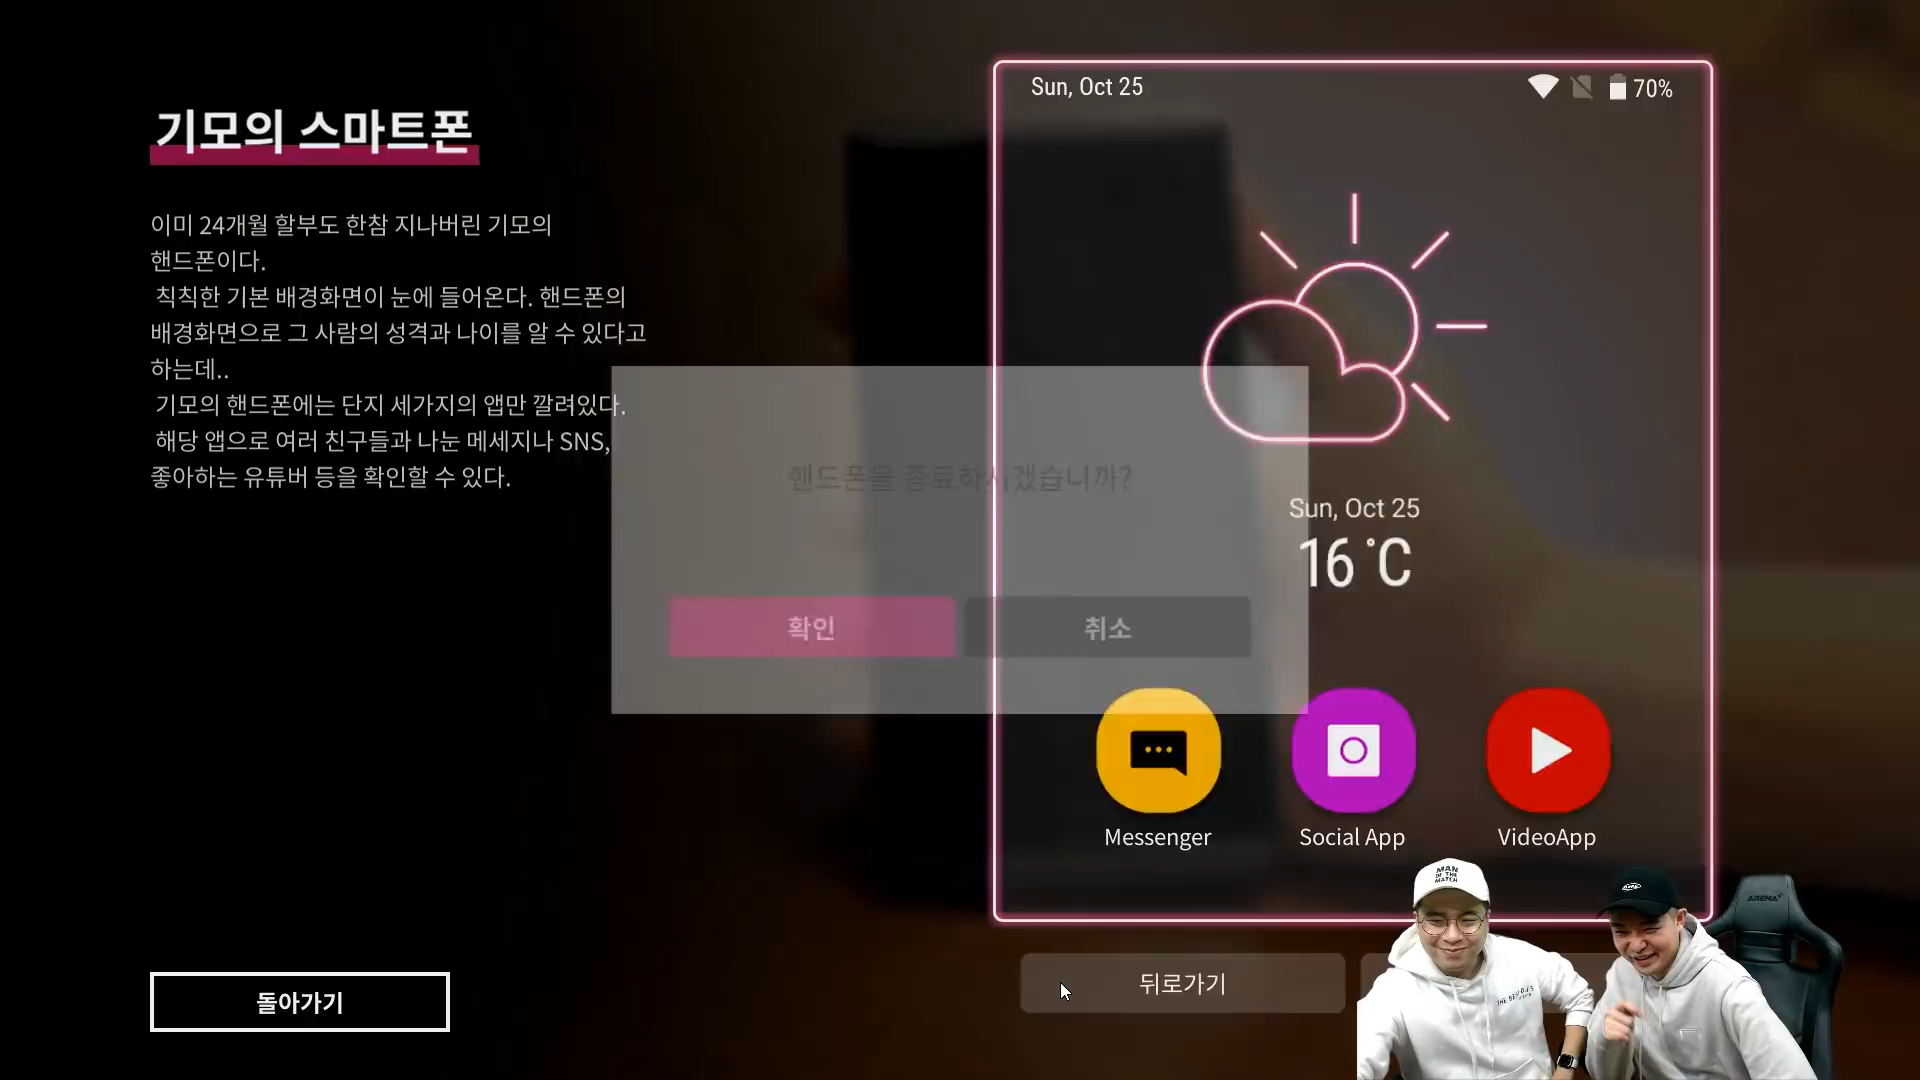 기모의 스마트폰
이미 24개월 할부도 한참 지나버린 기모의
핸드폰이다.
칙칙한 기본 배경화면이 눈에 들어온다. 핸드폰의
배경화면으로 그 사람의 성격과 나이를 알 수 있다고
하는데..
기모의 핸드폰에는 단지 세가지의 앱만 깔려있다.
해당 앱으로 여러 친구들과 나눈 메세지나 SNS,
좋아하는 유튜버 등을 확인할 수 있다.
돌아가기
핸드폰을 종료하시겠습니까?
확인
취소
Sun, Oct 25
70%
Sun, Oct 25
16 °C
Messenger
Social App
VideoApp
뒤로가기
MAN
OF THE
MATCH
ARENA